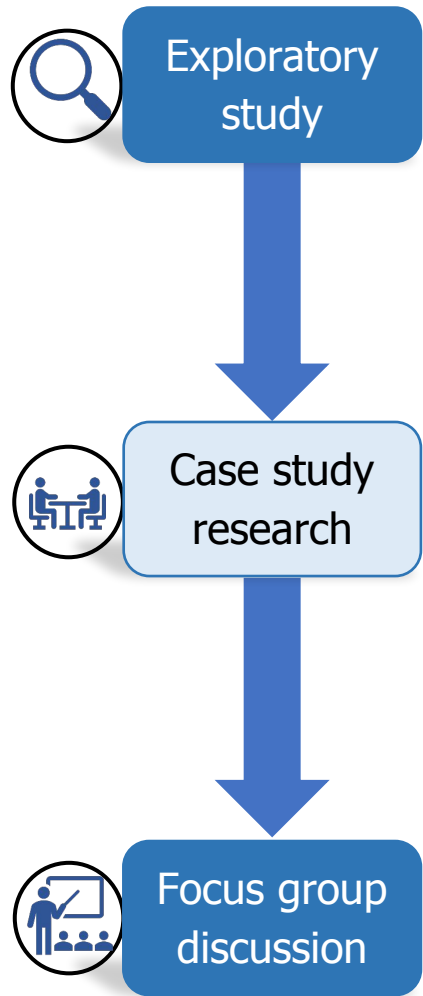 Exploratory
study
Case study
research
Focus group
discussion